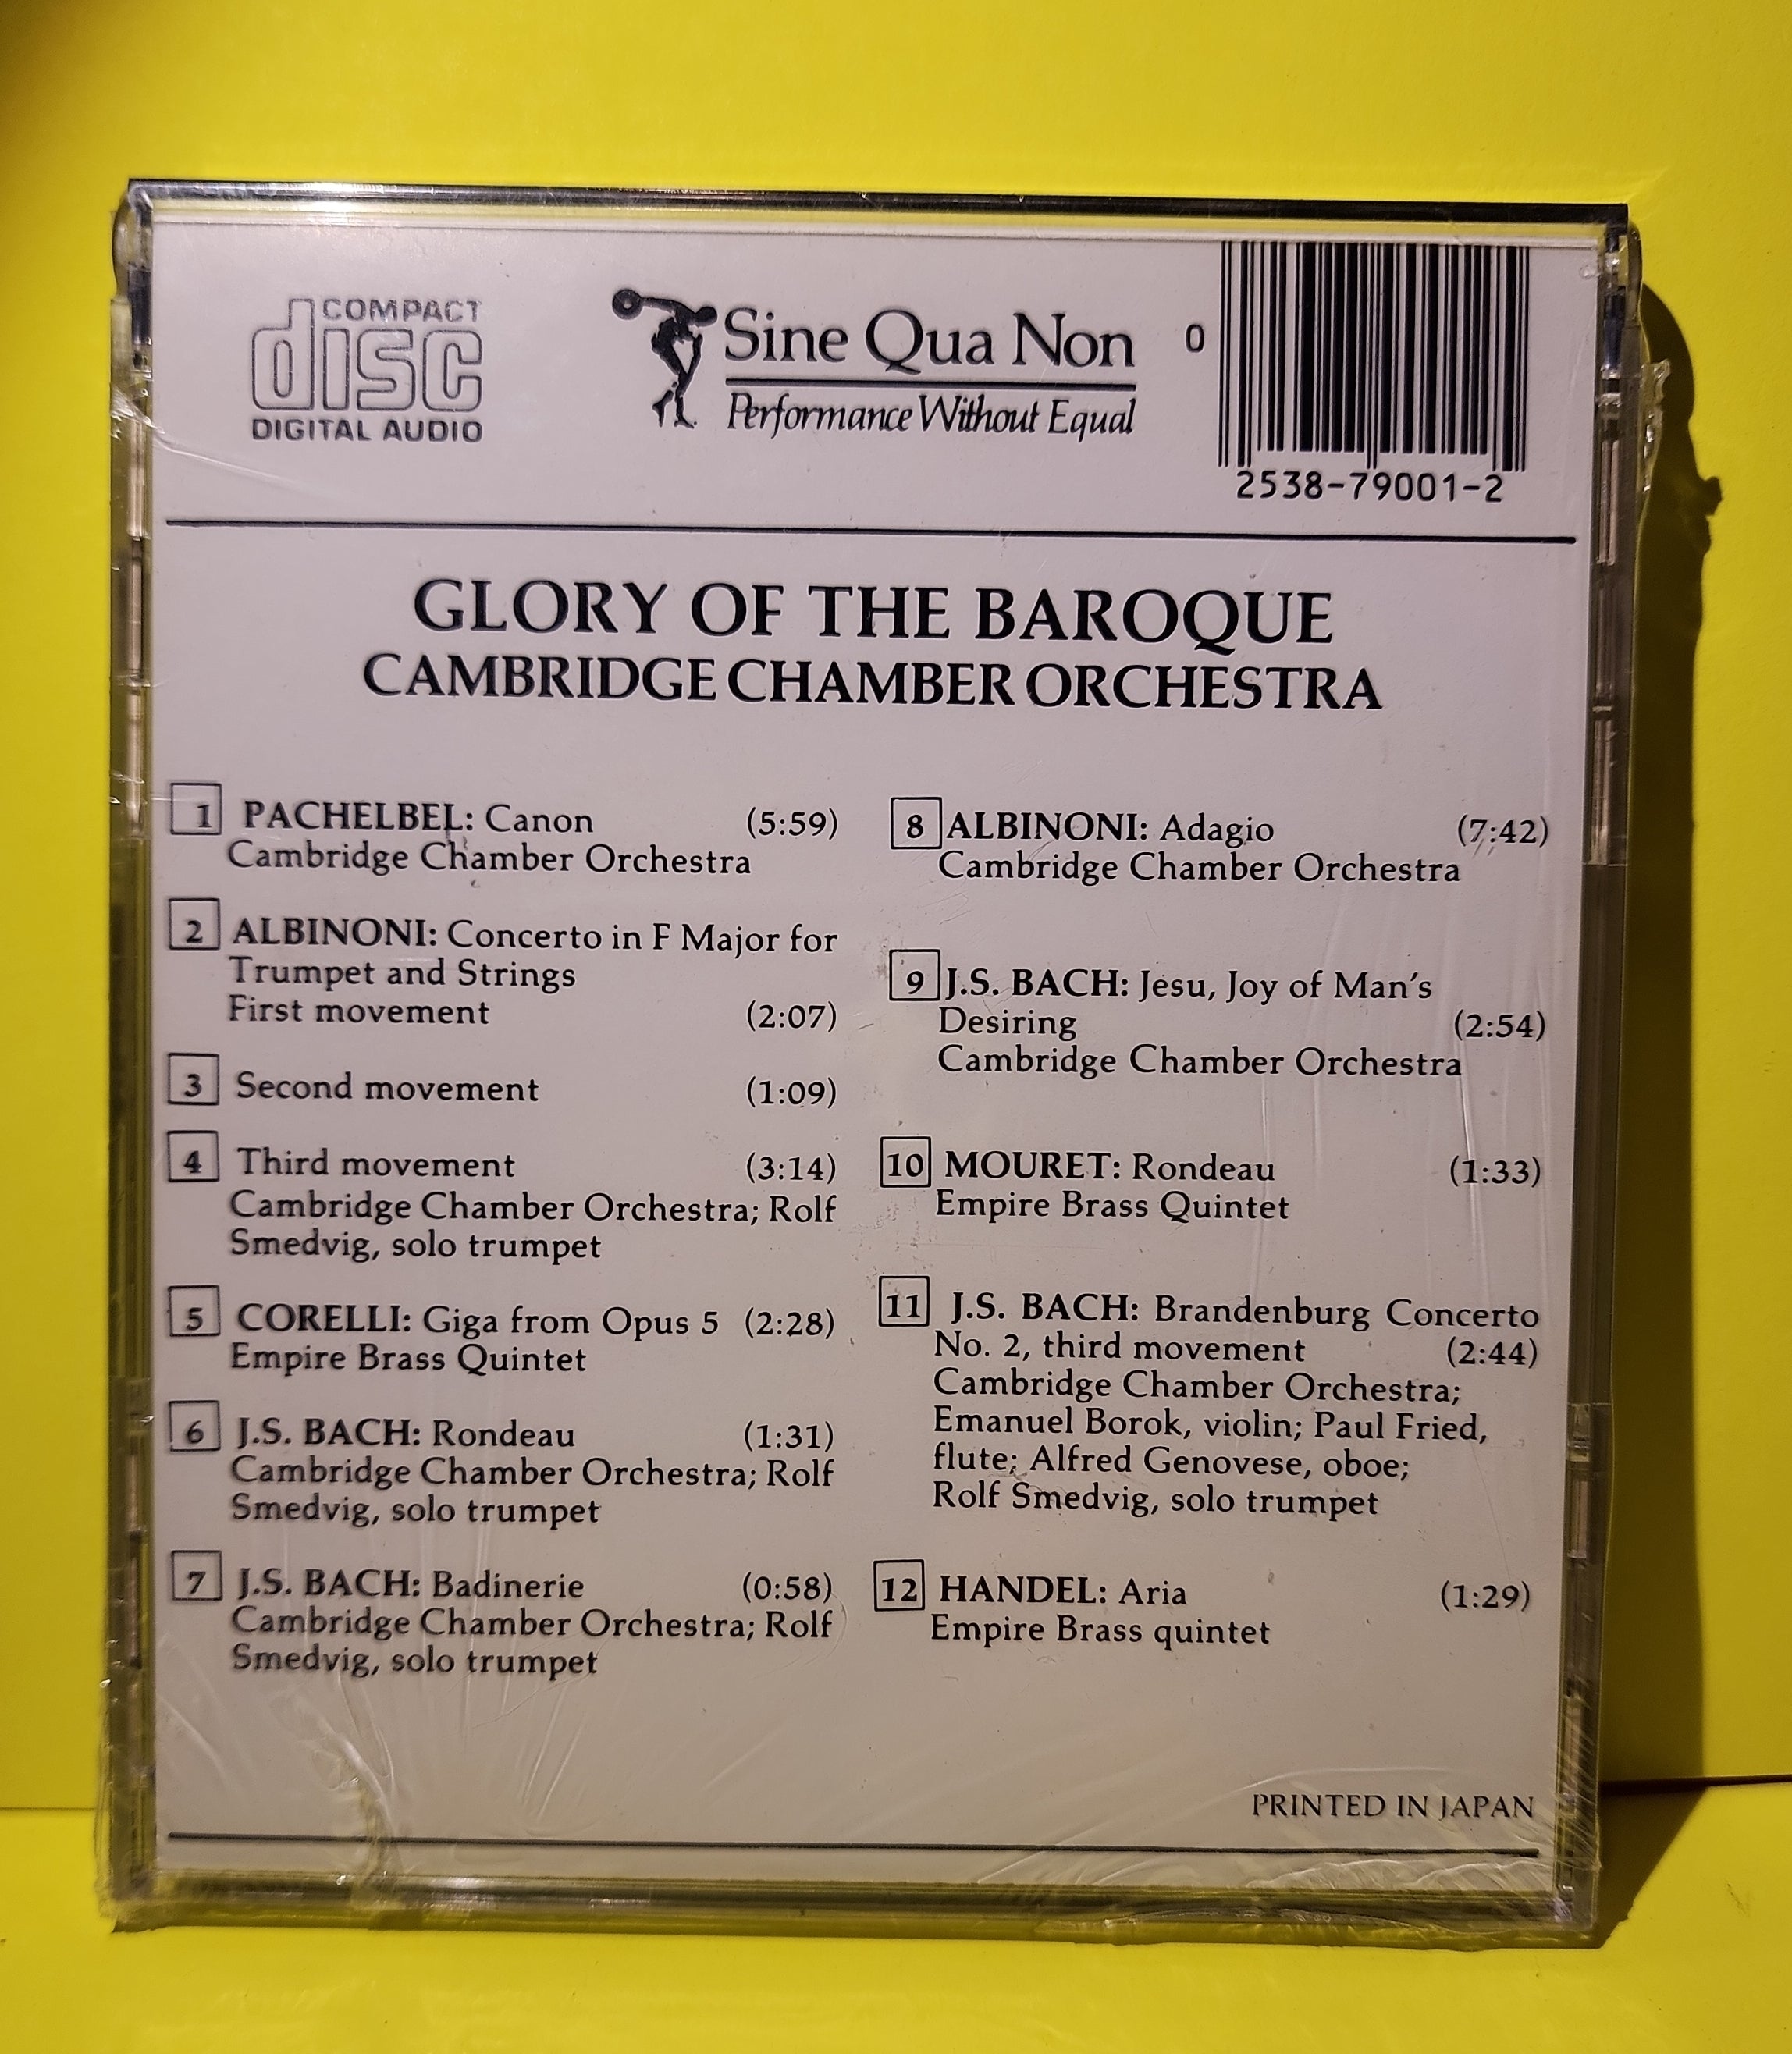 COMPACT
disc
DIGITAL AUDIO
Sine Qua Non
Performance Without Equal
0
2538-79001-2
GLORY OF THE BAROQUE
CAMBRIDGE CHAMBER ORCHESTRA
1 PACHELBEL: Canon (5:59)
Cambridge Chamber Orchestra
2 ALBINONI: Concerto in F Major for
Trumpet and Strings
First movement (2:07)
3 Second movement (1:09)
4 Third movement (3:14)
Cambridge Chamber Orchestra; Rolf
Smedvig, solo trumpet
5 CORELLI: Giga from Opus 5 (2:28)
Empire Brass Quintet
6 J.S. BACH: Rondeau (1:31)
Cambridge Chamber Orchestra; Rolf
Smedvig, solo trumpet
7 J.S. BACH: Badinerie (0:58)
Cambridge Chamber Orchestra; Rolf
Smedvig, solo trumpet
8 ALBINONI: Adagio (7:42)
Cambridge Chamber Orchestra
9 J.S. BACH: Jesu, Joy of Man's
Desiring (2:54)
Cambridge Chamber Orchestra
10 MOURET: Rondeau (1:33)
Empire Brass Quintet
11 J.S. BACH: Brandenburg Concerto
No. 2, third movement (2:44)
Cambridge Chamber Orchestra;
Emanuel Borok, violin; Paul Fried,
flute; Alfred Genovese, oboe;
Rolf Smedvig, solo trumpet
12 HANDEL: Aria (1:29)
Empire Brass quintet
PRINTED IN JAPAN